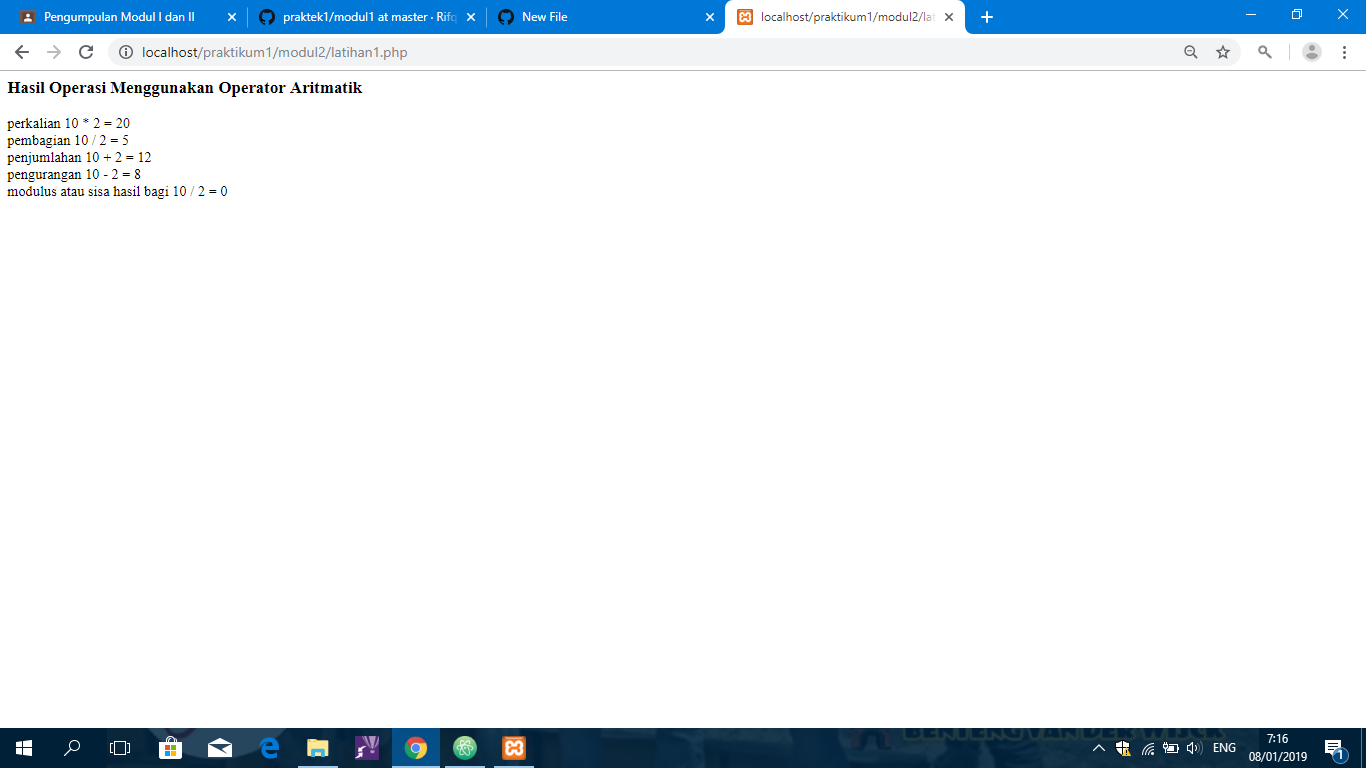 Pengumpulan Modul I dan II
praktek1/modul1 at master · Rifq
New File
localhost/praktikum1/modul2/lat
localhost/praktikum1/modul2/latihan1.php
Hasil Operasi Menggunakan Operator Aritmatik
perkalian 10 * 2 = 20
pembagian 10 / 2 = 5
penjumlahan 10 + 2 = 12
pengurangan 10 - 2 = 8
modulus atau sisa hasil bagi 10 / 2 = 0
ENG
7:16
08/01/2019
1